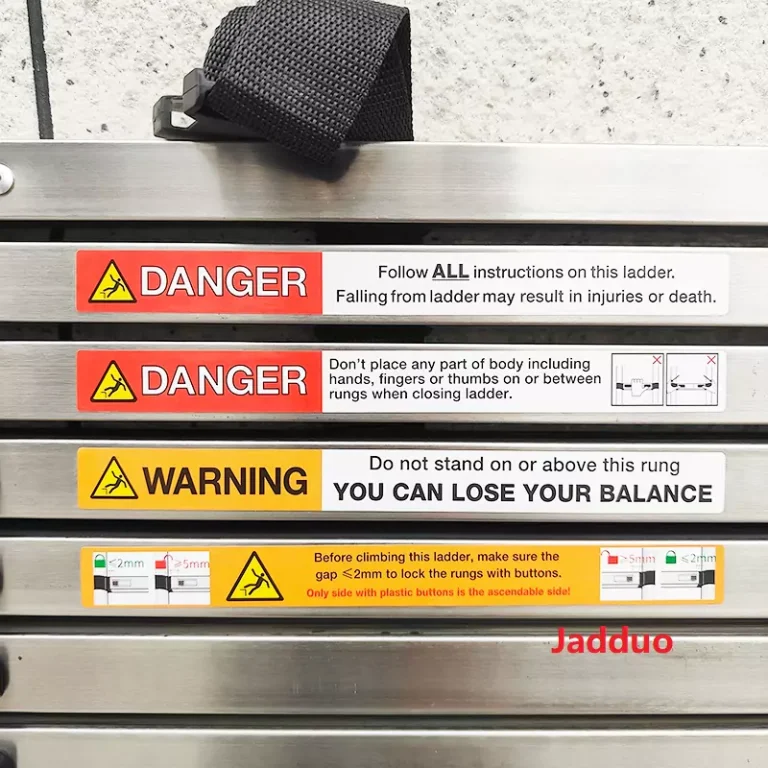 DANGER
Follow ALL instructions on this ladder.
Falling from ladder may result in injuries or death.
DANGER
Don't place any part of body including
hands, fingers or thumbs on or between
rungs when closing ladder.
WARNING
Do not stand on or above this rung
YOU CAN LOSE YOUR BALANCE
≤2mm ≥5mm
Before climbing this ladder, make sure the
gap ≤2mm to lock the rungs with buttons.
Only side with plastic buttons is the ascendable side!
≥5mm ≤2mm
Jadduo